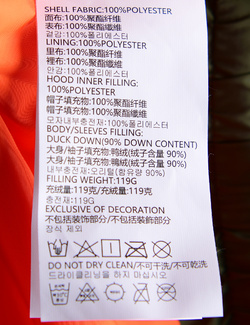 SHELL FABRIC:100%POLYESTER
面布:100%聚酯纤维
表布:100%聚酯纖維
겉감:100%폴리에스터
LINING:100%POLYESTER
里布:100%聚酯纤维
裡布:100%聚酯纖維
안감:100%폴리에스터
HOOD INNER FILLING:
100%POLYESTER
帽子填充物:100%聚酯纤维
帽子填充物:100%聚酯纖維
모자내부충전재:100%폴리에스터
BODY/SLEEVES FILLING:
DUCK DOWN(90% DOWN CONTENT)
大身/袖子填充物:鸭绒(绒子含量 90%)
大身/袖子填充物:鴨絨(絨子含量 90%)
내부충전재:오리털(함유량 90%)
FILLING WEIGHT:119G
充绒量:119克/充絨量:119克
충전재:119G
EXCLUSIVE OF DECORATION
不包括装饰部分/不包括裝飾部分
장식 제외
DO NOT DRY CLEAN/不可干洗/不可乾洗
드라이클리닝을 하지 마십시오